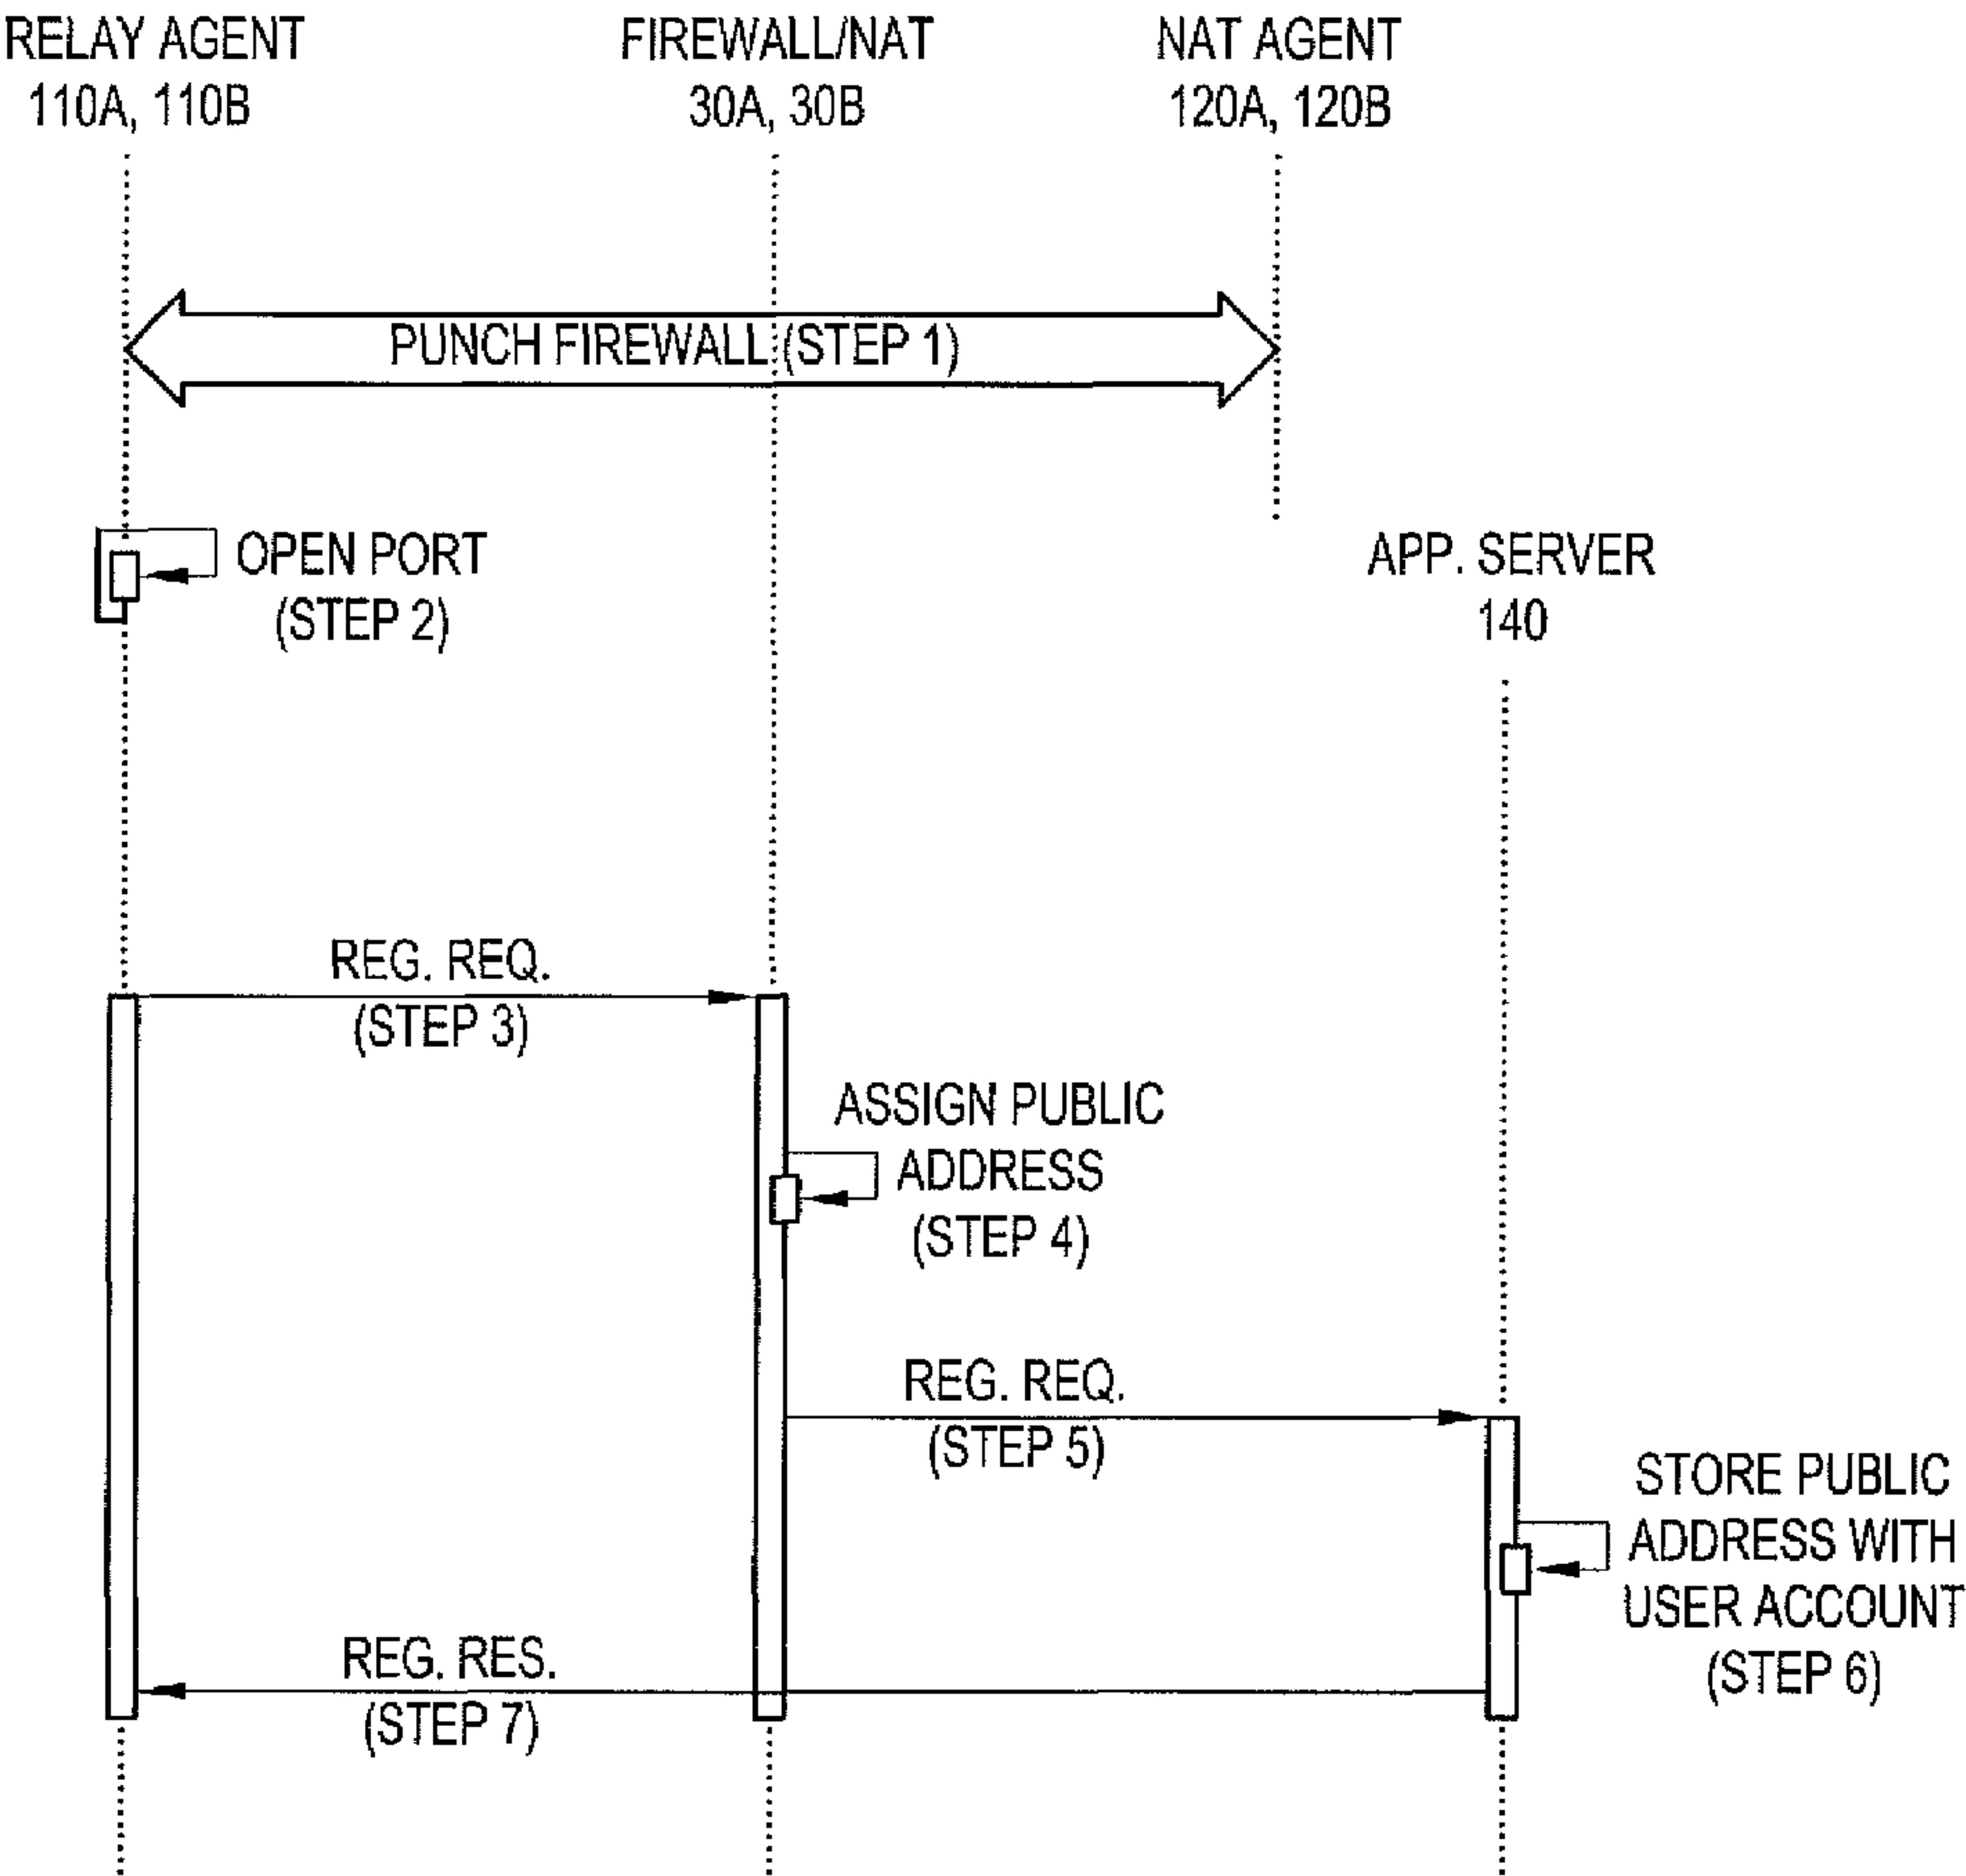 RELAY AGENT
110A, 110B
FIREWALL/NAT
30A, 30B
NAT AGENT
120A, 120B
PUNCH FIREWALL (STEP 1)
OPEN PORT
(STEP 2)
APP. SERVER
140
REG. REQ.
(STEP 3)
ASSIGN PUBLIC
ADDRESS
(STEP 4)
REG. REQ.
(STEP 5)
STORE PUBLIC
ADDRESS WITH
USER ACCOUNT
(STEP 6)
REG. RES.
(STEP 7)